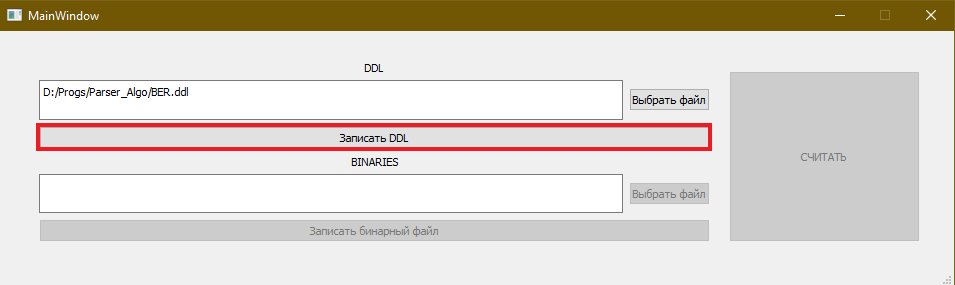 MainWindow
DDL
D:/Progs/Parser_Algo/BER.ddl
Выбрать файл
Записать DDL
BINARIES
Выбрать файл
Записать бинарный файл
СЧИТАТЬ